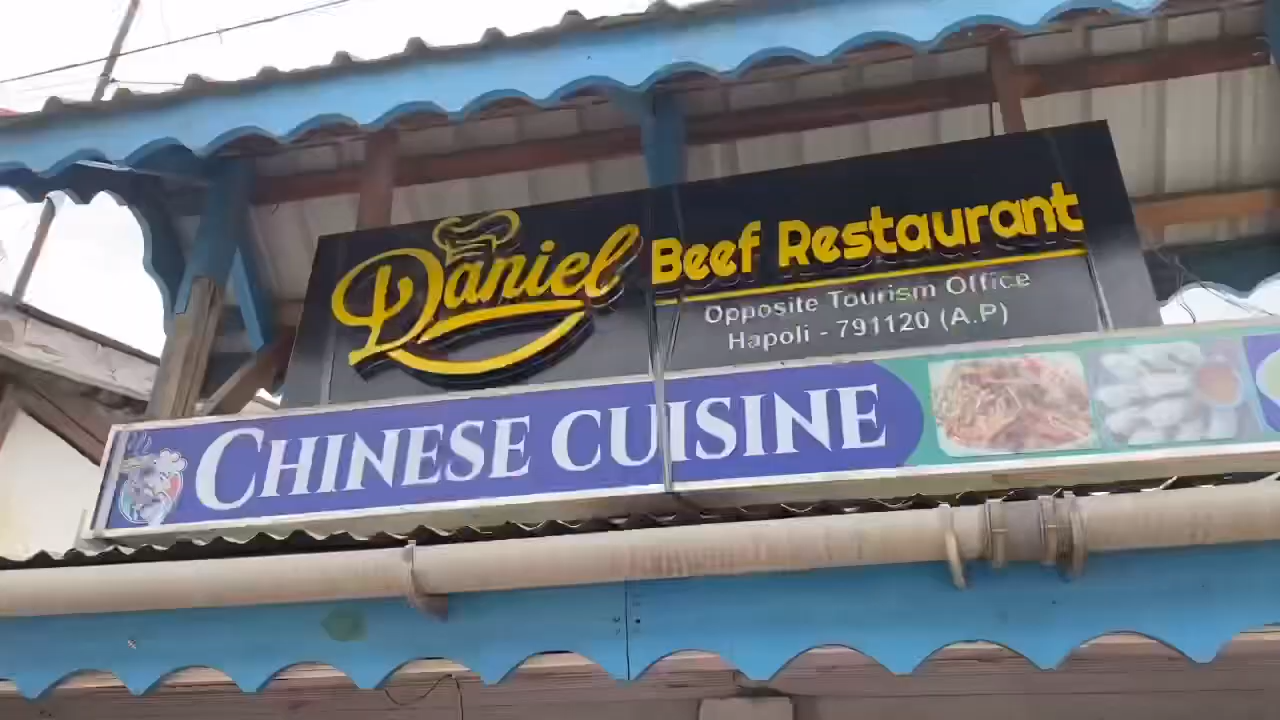 Daniel Beef Restaurant
Opposite Tourism Office
Hapoli - 791120 (A.P)
CHINESE CUISINE